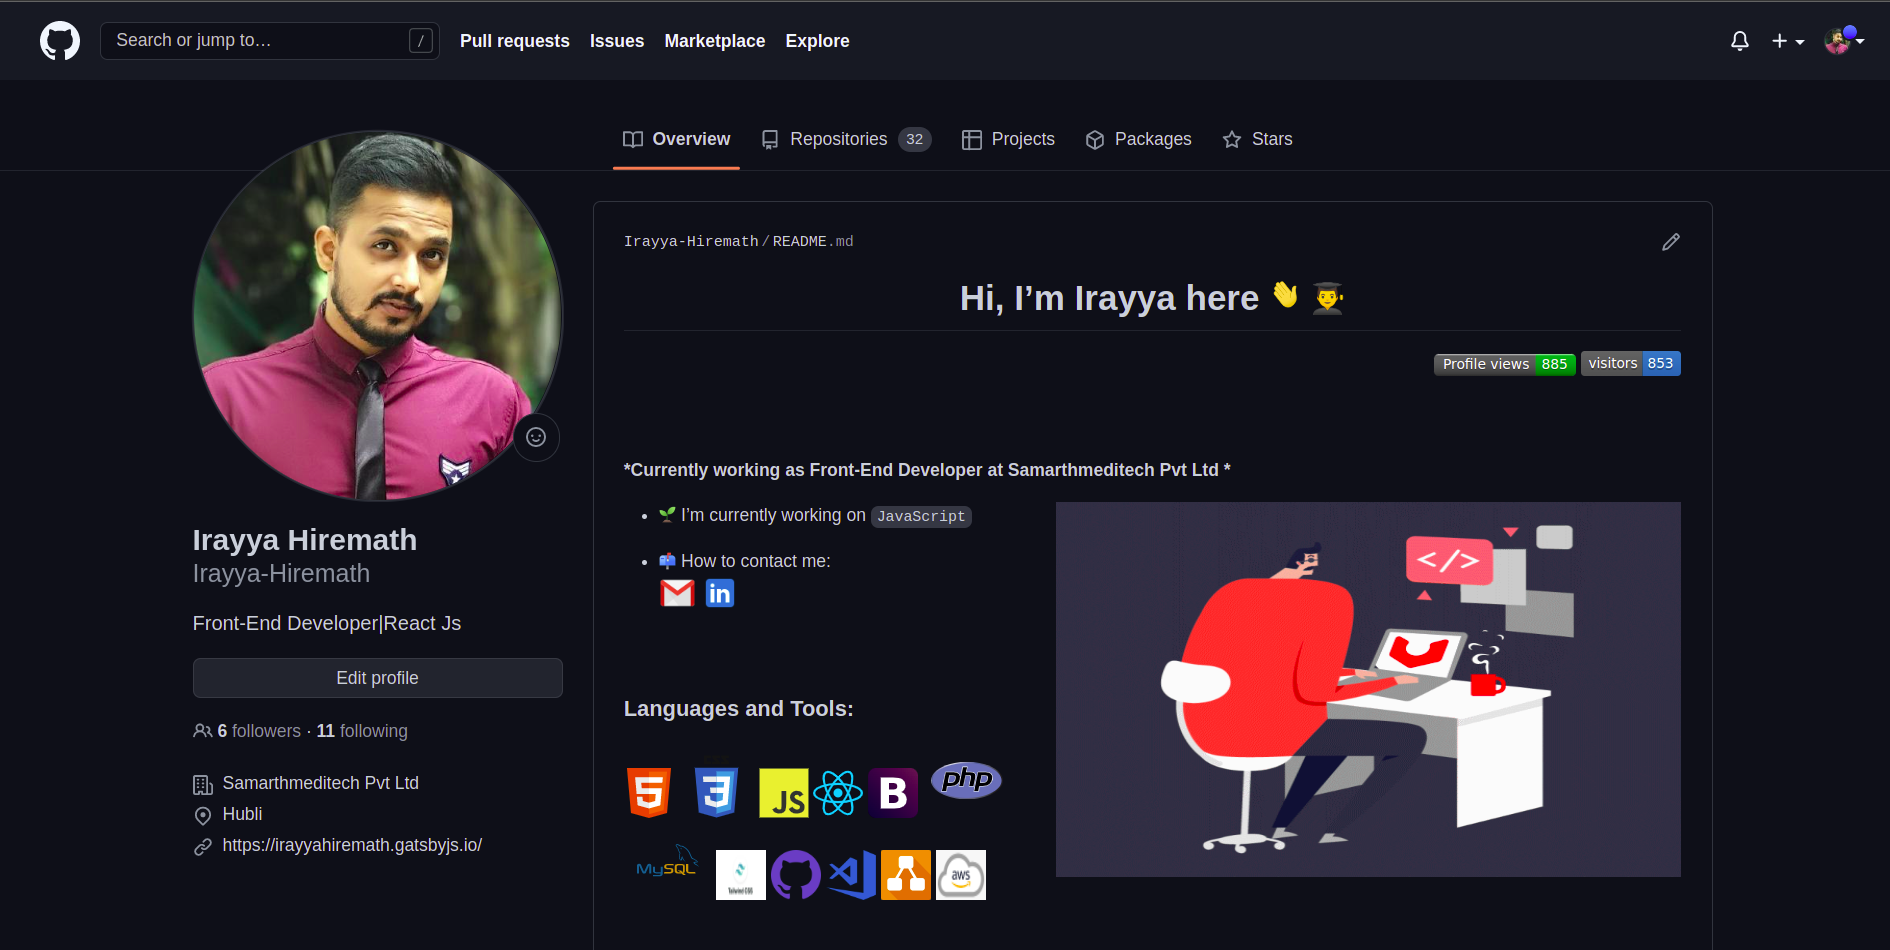 Search or jump to…
/
Pull requests
Issues
Marketplace
Explore
Overview
Repositories 32
Projects
Packages
Stars
Irayya-Hiremath/README.md
Hi, I’m Irayya here 👋 👨‍🎓
Profile views 885
visitors 853
*Currently working as Front-End Developer at Samarthmeditech Pvt Ltd *
🌱 I’m currently working on JavaScript
📫 How to contact me:
in
</>
Irayya Hiremath
Irayya-Hiremath
Front-End Developer|React Js
Edit profile
6 followers · 11 following
Samarthmeditech Pvt Ltd
Hubli
https://irayyahiremath.gatsbyjs.io/
Languages and Tools:
5
3
JS
B
php
MySQL
Tailwind CSS
aws